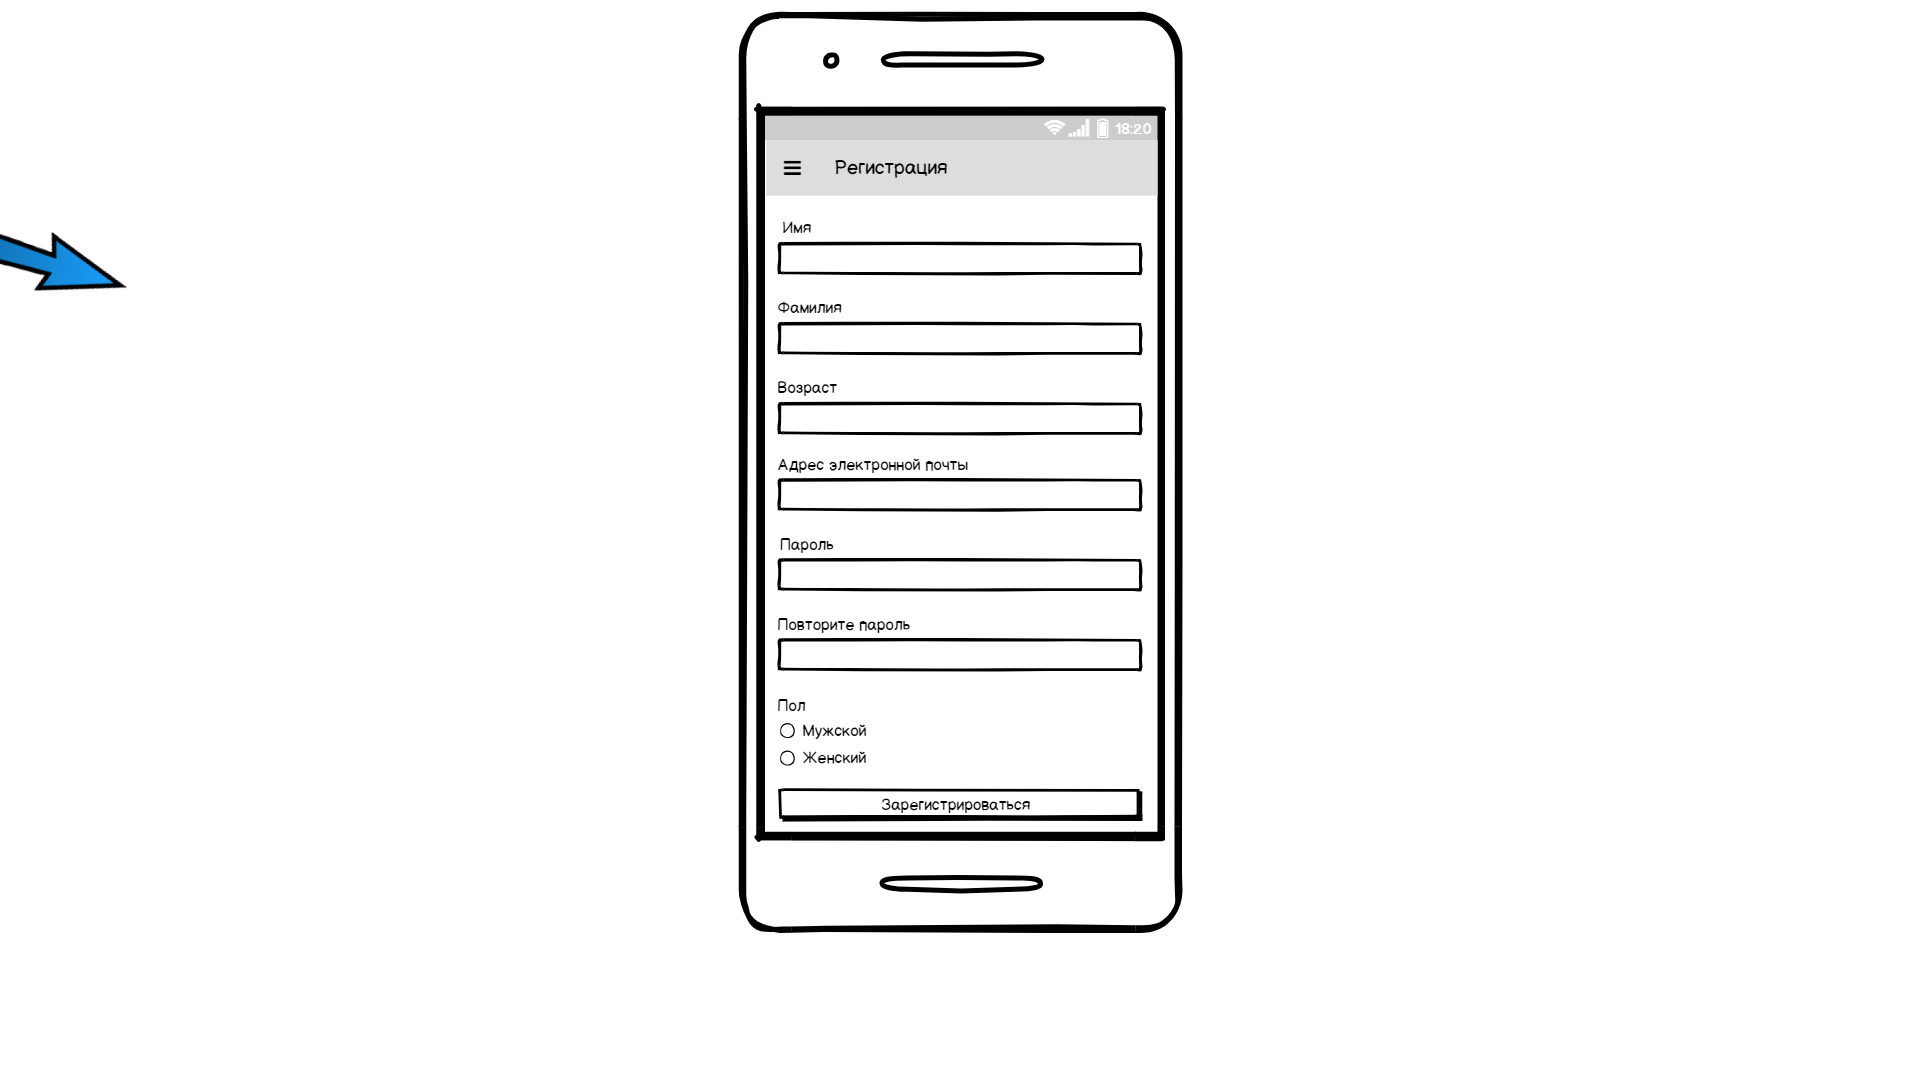 18:20
Регистрация
Имя
Фамилия
Возраст
Адрес электронной почты
Пароль
Повторите пароль
Пол
Мужской
Женский
Зарегистрироваться